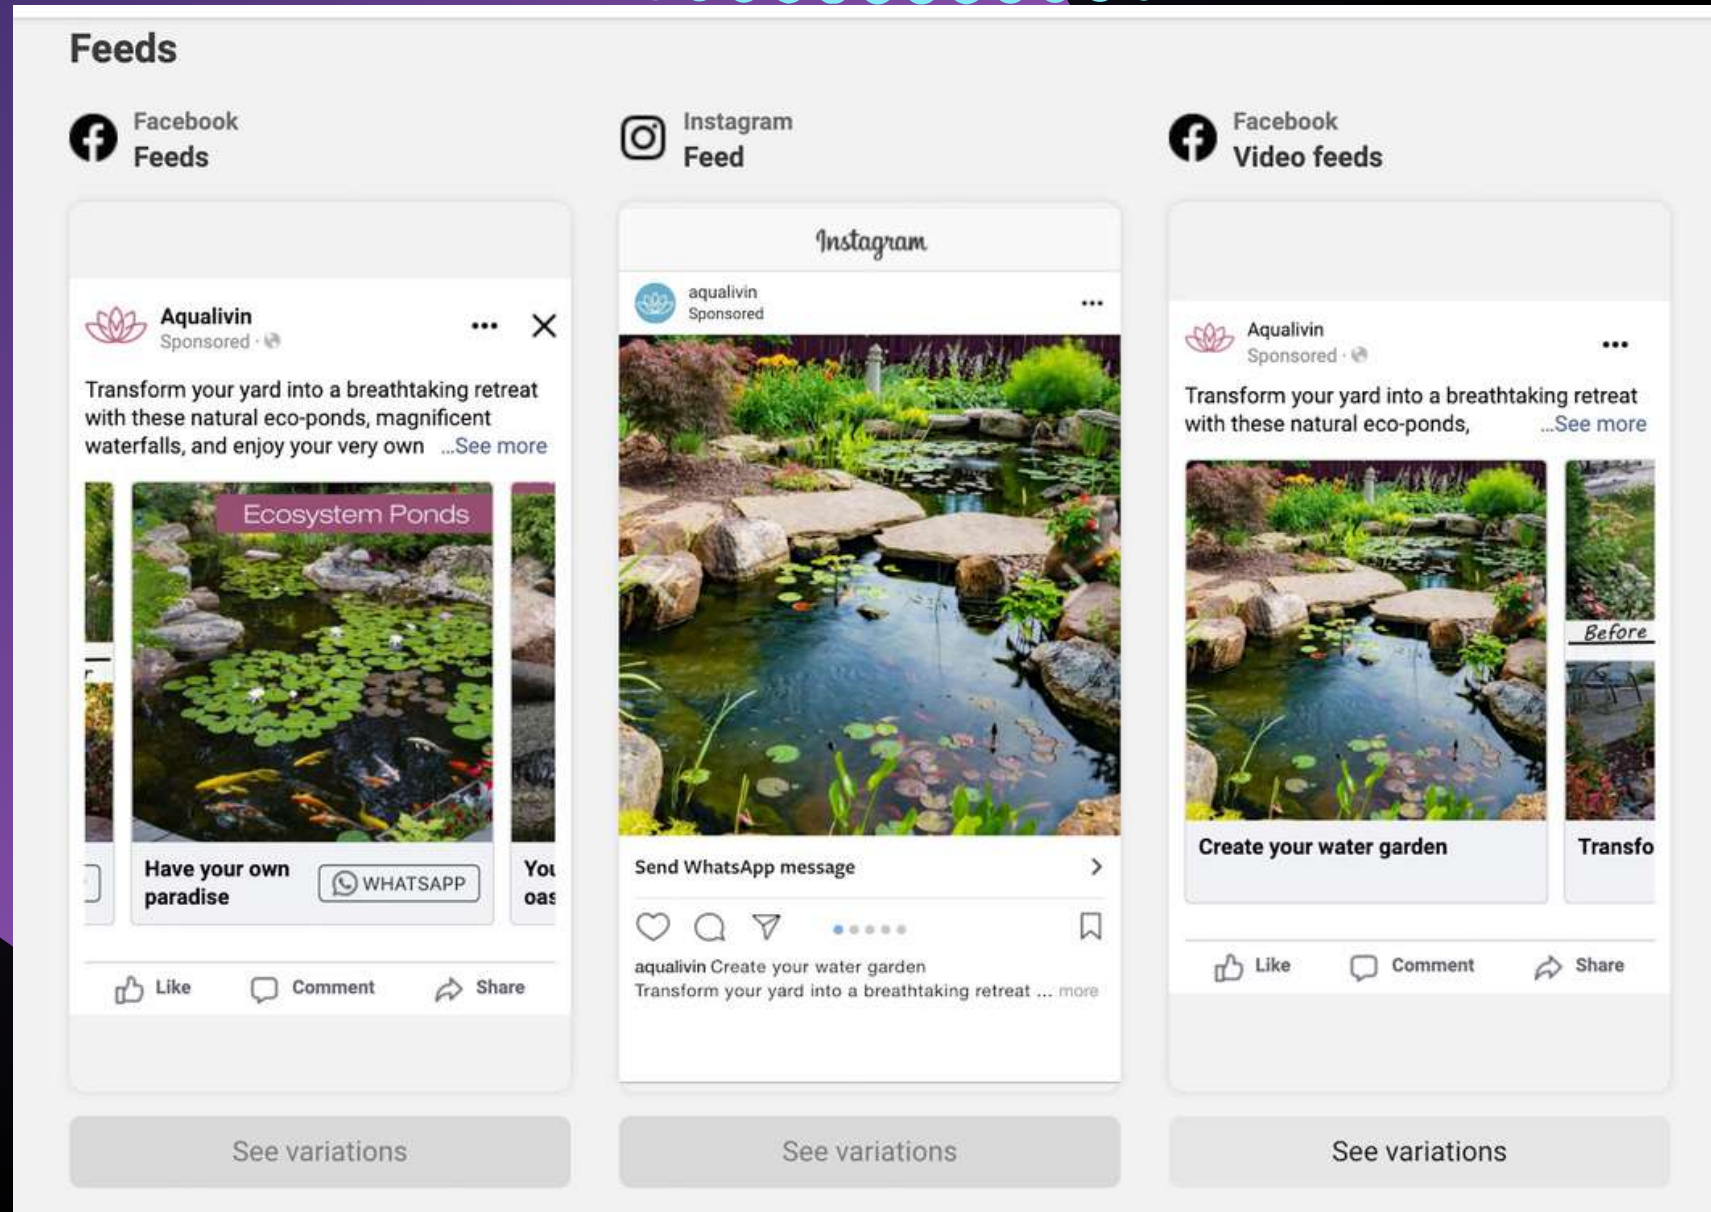 Feeds
Facebook
Feeds
Aqualivin
Sponsored ·
Transform your yard into a breathtaking retreat
with these natural eco-ponds, magnificent
waterfalls, and enjoy your very own ...See more
Ecosystem Ponds
Have your own
paradise
WHATSAPP
You
oas
Like
Comment
Share
See variations
Instagram
Feed
Instagram
aqualivin
Sponsored
Send WhatsApp message
aqualivin Create your water garden
Transform your yard into a breathtaking retreat ... more
See variations
Facebook
Video feeds
Aqualivin
Sponsored ·
Transform your yard into a breathtaking retreat
with these natural eco-ponds, ...See more
Before
Create your water garden
Transfo
Like
Comment
Share
See variations